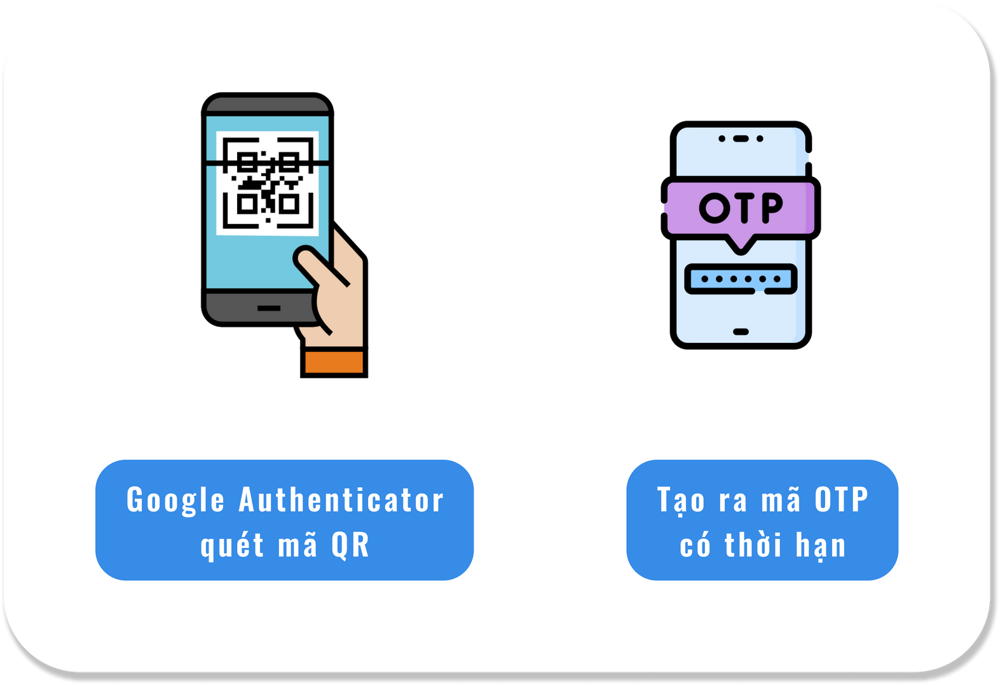 OTP
Google Authenticator
quét mã QR
Tạo ra mã OTP
có thời hạn